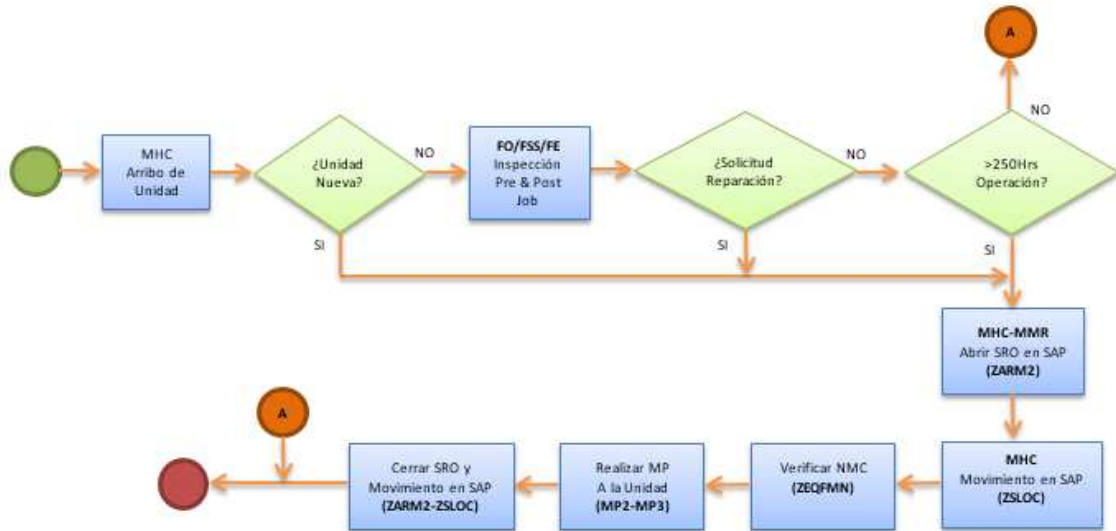 A
NO
MHC
Arribo de
Unidad
¿Unidad
Nueva?
NO
FO/FSS/FE
Inspección
Pre & Post
Job
¿Solicitud
Reparación?
NO
>250Hrs
Operación?
SI
SI
SI
MHC-MMR
Abrir SRO en SAP
(ZARM2)
A
Cerrar SRO y
Movimiento en SAP
(ZARM2-ZSLOC)
Realizar MP
A la Unidad
(MP2-MP3)
Verificar NMC
(ZEQFMN)
MHC
Movimiento en SAP
(ZSLOC)